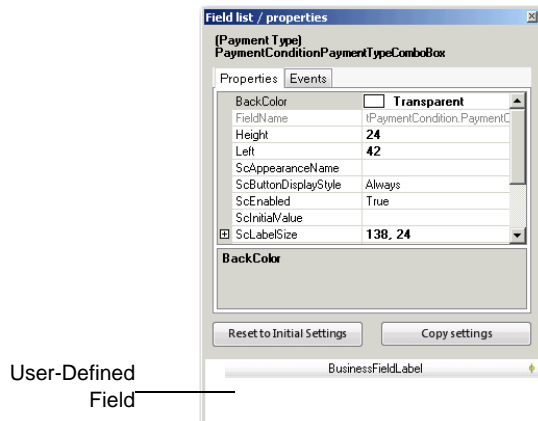 Field list / properties
(Payment Type)
PaymentConditionPaymentTypeComboBox
Properties Events
BackColor Transparent
FieldName tPaymentCondition.PaymentC
Height 24
Left 42
ScAppearanceName
ScButtonDisplayStyle Always
ScEnabled True
ScInitialValue
ScLabelSize 138, 24
BackColor
Reset to Initial Settings Copy settings
BusinessFieldLabel
User-Defined
Field